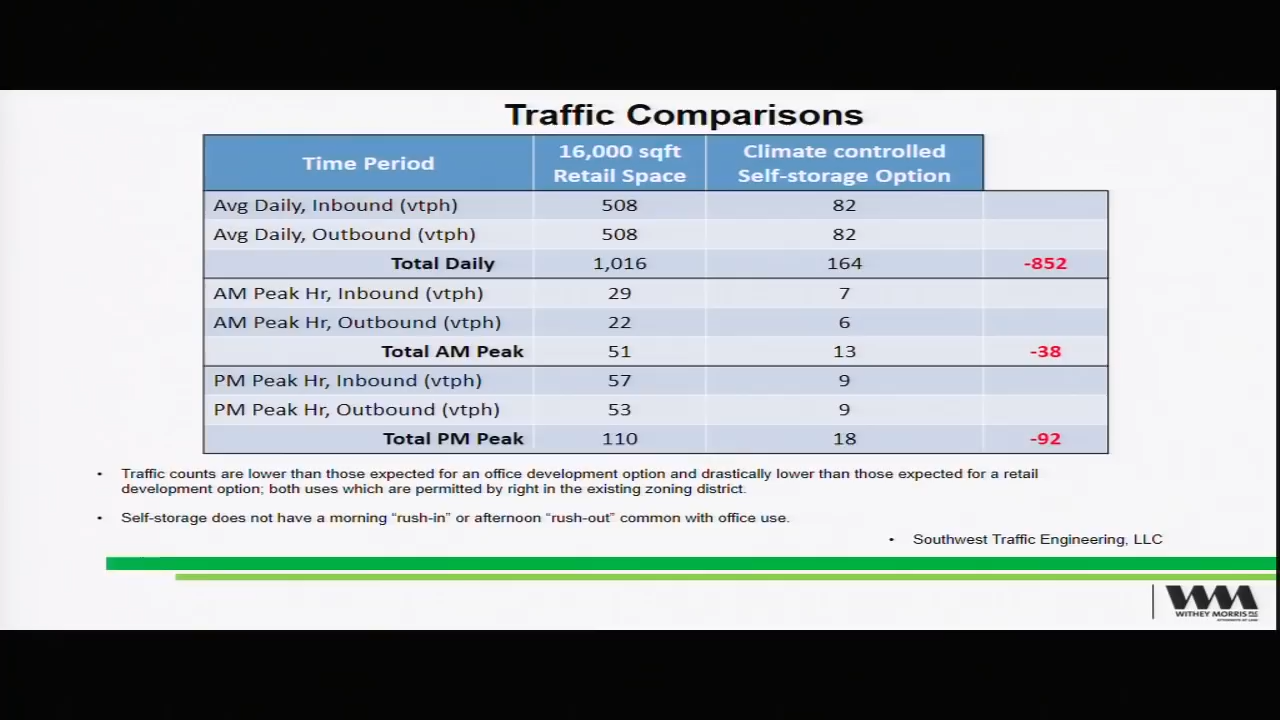 Traffic Comparisons
Time Period
16,000 sqft
Retail Space
Climate controlled
Self-storage Option
Avg Daily, Inbound (vtph) 508 82
Avg Daily, Outbound (vtph) 508 82
Total Daily 1,016 164 -852
AM Peak Hr, Inbound (vtph) 29 7
AM Peak Hr, Outbound (vtph) 22 6
Total AM Peak 51 13 -38
PM Peak Hr, Inbound (vtph) 57 9
PM Peak Hr, Outbound (vtph) 53 9
Total PM Peak 110 18 -92
• Traffic counts are lower than those expected for an office development option and drastically lower than those expected for a retail
development option; both uses which are permitted by right in the existing zoning district.
• Self-storage does not have a morning “rush-in” or afternoon “rush-out” common with office use.
• Southwest Traffic Engineering, LLC
WM
WITHEY MORRIS